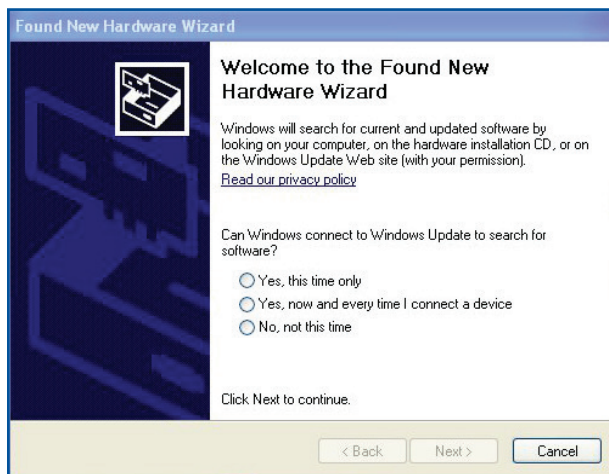 Found New Hardware Wizard
Welcome to the Found New
Hardware Wizard
Windows will search for current and updated software by
looking on your computer, on the hardware installation CD, or on
the Windows Update Web site (with your permission).
Read our privacy policy
Can Windows connect to Windows Update to search for
software?
Yes, this time only
Yes, now and every time I connect a device
No, not this time
Click Next to continue.
< Back
Next >
Cancel